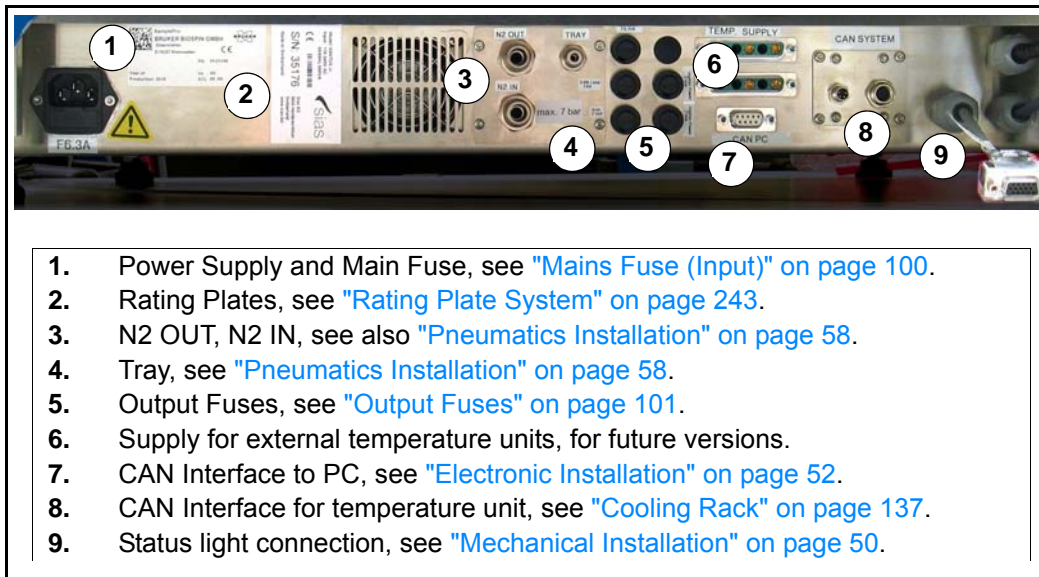 1
2
3
4
5
6
7
8
9
SamplePro
BRUKER BIOSPIN GMBH
BRUKER
CE
F6.3A
S/N: 35176
CE
sias
N2 OUT
N2 IN
TRAY
max. 7 bar
TEMP. SUPPLY
CAN PC
CAN SYSTEM
1. Power Supply and Main Fuse, see "Mains Fuse (Input)" on page 100.
2. Rating Plates, see "Rating Plate System" on page 243.
3. N2 OUT, N2 IN, see also "Pneumatics Installation" on page 58.
4. Tray, see "Pneumatics Installation" on page 58.
5. Output Fuses, see "Output Fuses" on page 101.
6. Supply for external temperature units, for future versions.
7. CAN Interface to PC, see "Electronic Installation" on page 52.
8. CAN Interface for temperature unit, see "Cooling Rack" on page 137.
9. Status light connection, see "Mechanical Installation" on page 50.